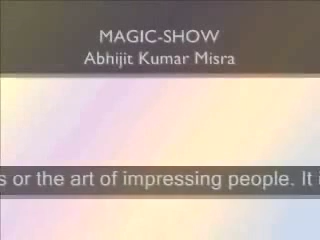 MAGIC-SHOW
Abhijit Kumar Misra
s or the art of impressing people. It i